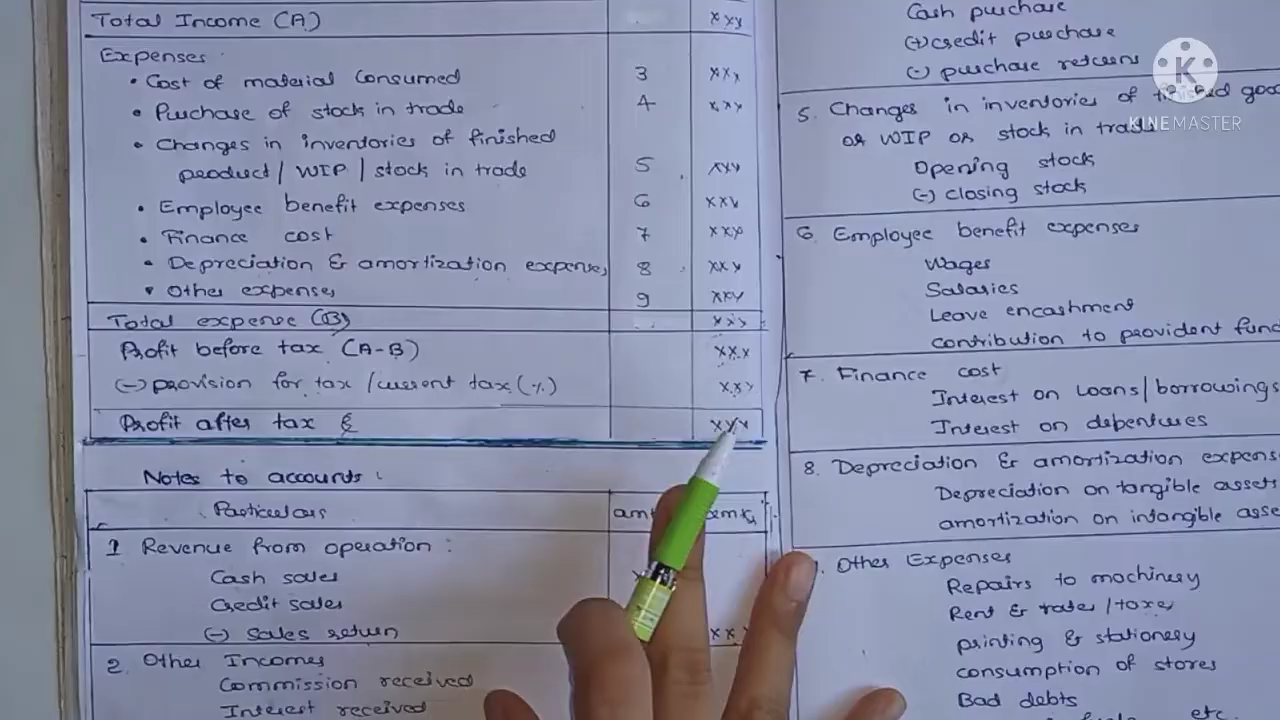 Total Income (A) xxx
Expenses:
• Cost of material consumed 3 xxx
• Purchase of stock in trade 4 xxx
• Changes in inventories of finished
product / WIP / stock in trade 5 xxx
• Employee benefit expenses 6 xxx
• Finance cost 7 xxx
• Depreciation & amortization expenses 8 xxx
• Other expenses 9 xxx
Total expense (B) xxx
Profit before tax (A-B) xxx
(-) provision for tax / current tax (%) xxx
Profit after tax xxx
Notes to accounts:
Particulars amt
1 Revenue from operation:
Cash sales
Credit sales
(-) Sales return xx
2. Other Incomes
Commission received
Interest received
Cash purchase
(+) credit purchase
(-) purchase return
5. Changes in inventories of finished
or WIP or stock in trade
Opening stock
(-) closing stock
6. Employee benefit expenses
Wages
Salaries
Leave encashment
contribution to provident
7. Finance cost
Interest on Loans/borrowings
Interest on debentures
8. Depreciation & amortization
Depreciation on tangible assets
amortization on intangible
Other Expenses
Repairs to machinery
Rent & rates/taxes
printing & stationery
consumption of stores
Bad debts
etc.
K
KINEMASTER